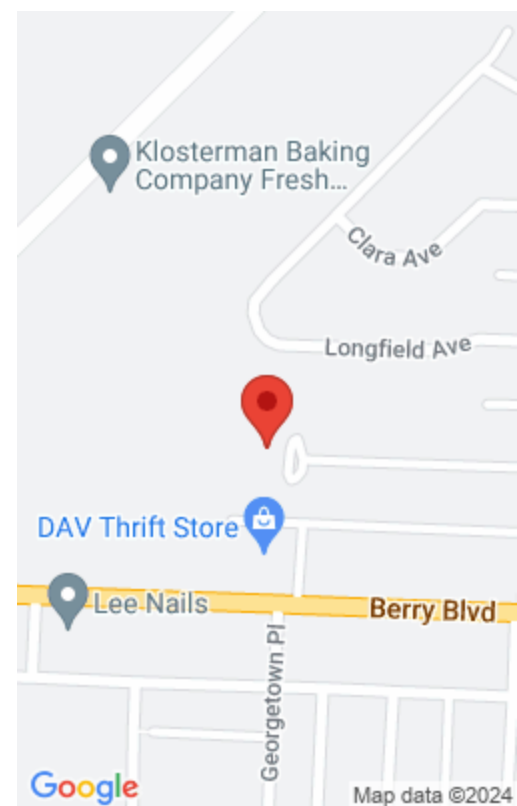 Klosterman Baking
Company Fresh...
Clara Ave
Longfield Ave
DAV Thrift Store
Lee Nails
Berry Blvd
Georgetown Pl
Google
Map data ©2024